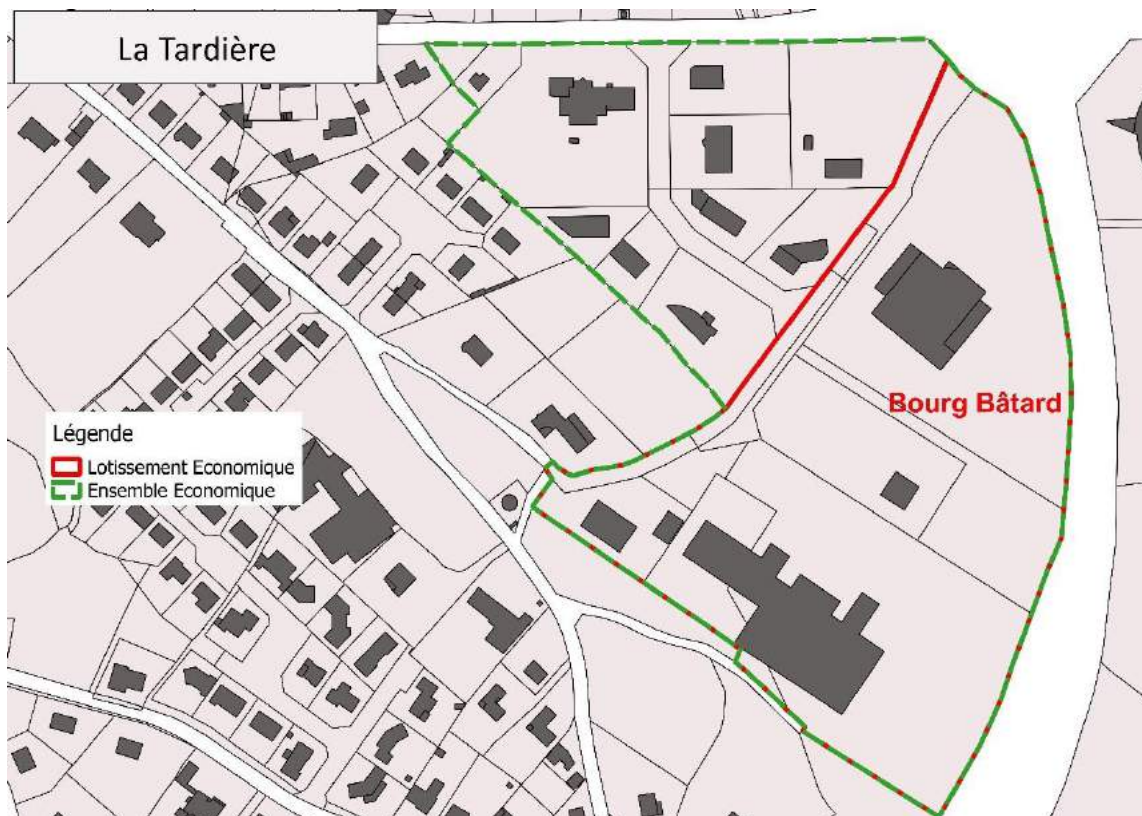 La Tardière
Bourg Bâtard
Légende
Lotissement Economique
Ensemble Economique